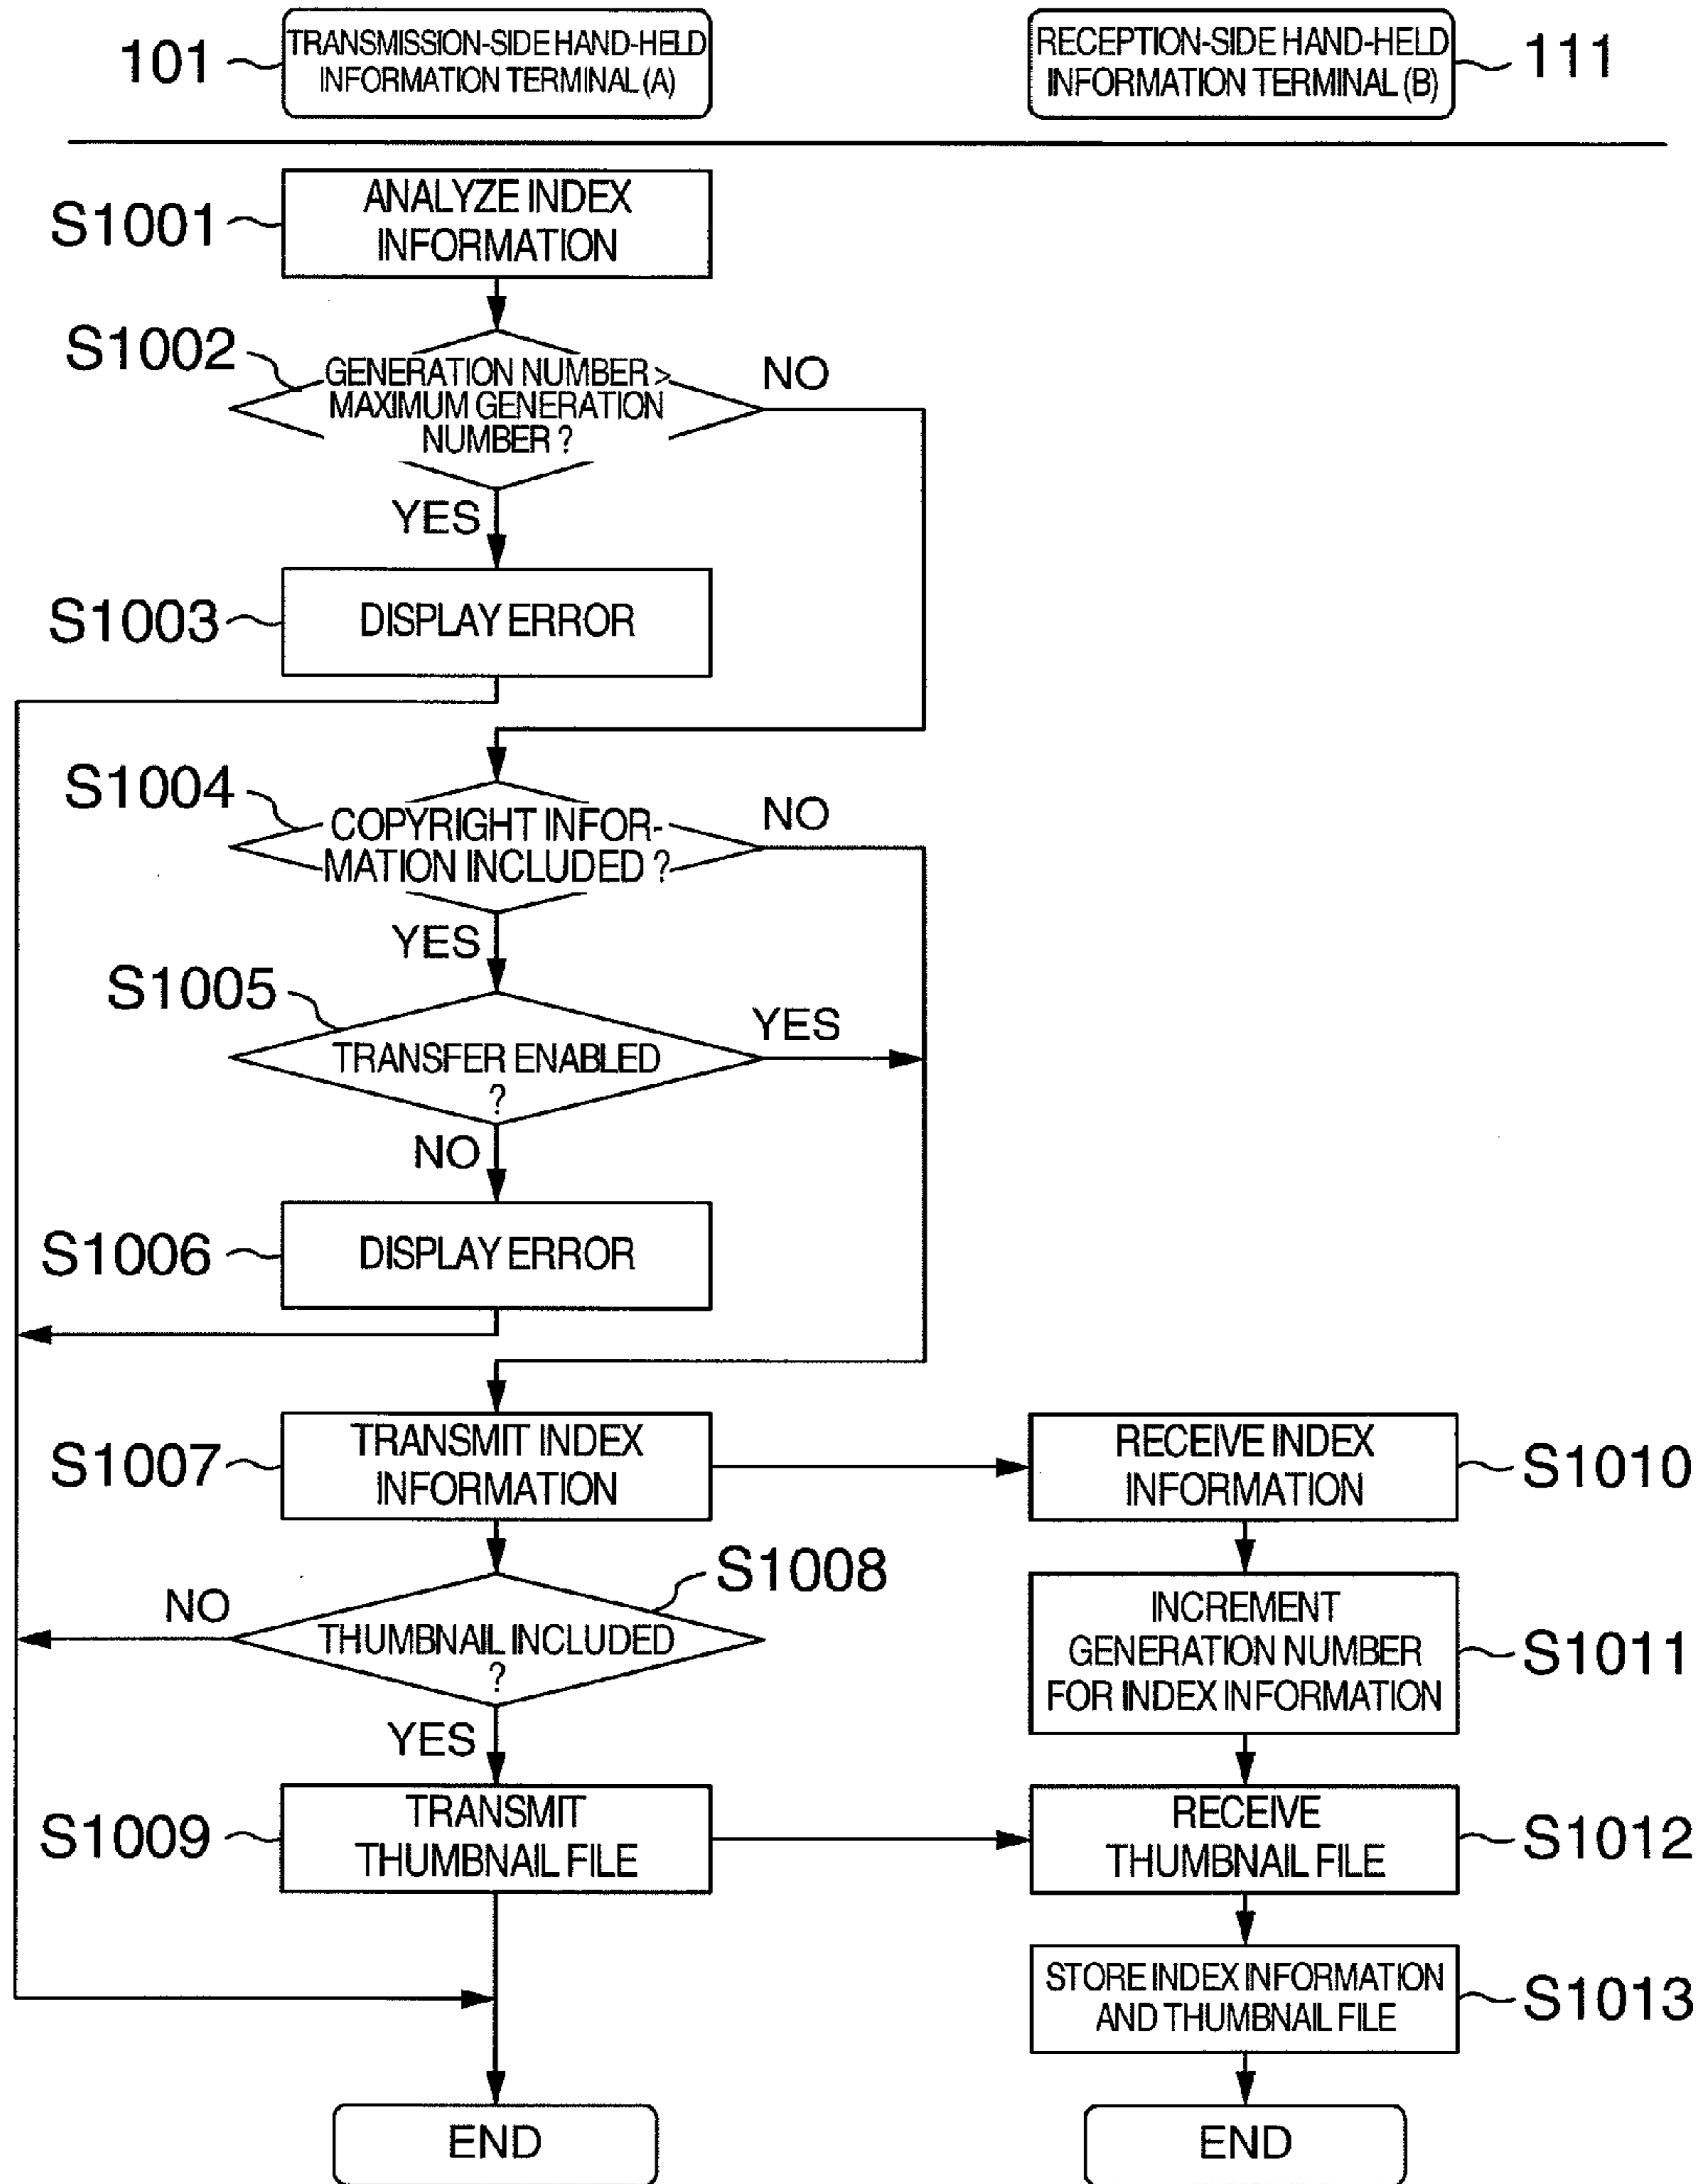 101
TRANSMISSION-SIDE HAND-HELD
INFORMATION TERMINAL (A)
RECEPTION-SIDE HAND-HELD
INFORMATION TERMINAL (B)
111
S1001
ANALYZE INDEX
INFORMATION
S1002
GENERATION NUMBER >
MAXIMUM GENERATION
NUMBER ?
NO
YES
S1003
DISPLAY ERROR
S1004
COPYRIGHT INFOR-
MATION INCLUDED ?
NO
YES
S1005
TRANSFER ENABLED
?
YES
NO
S1006
DISPLAY ERROR
S1007
TRANSMIT INDEX
INFORMATION
RECEIVE INDEX
INFORMATION
S1010
S1008
NO
THUMBNAIL INCLUDED
?
YES
INCREMENT
GENERATION NUMBER
FOR INDEX INFORMATION
S1011
S1009
TRANSMIT
THUMBNAIL FILE
RECEIVE
THUMBNAIL FILE
S1012
STORE INDEX INFORMATION
AND THUMBNAIL FILE
S1013
END
END